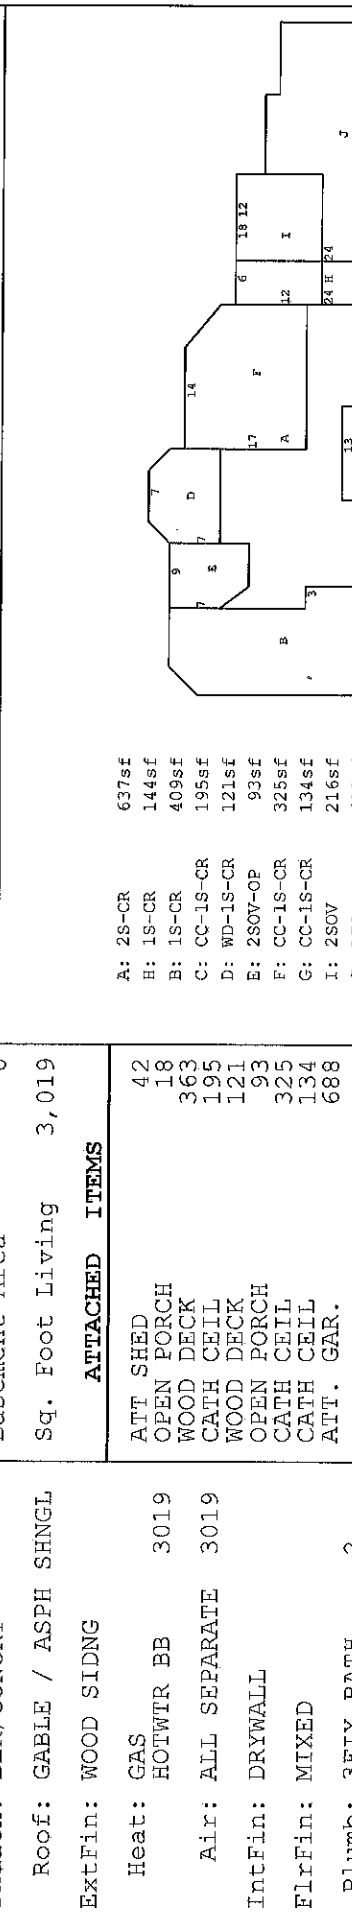 Roof: GABLE / ASPH SHNGL
ExtFin: WOOD SIDNG
Heat: GAS
HOTWTR BB 3019
Air: ALL SEPARATE 3019
IntFin: DRYWALL
FlrFin: MIXED
Sq. Foot Living 3,019
ATTACHED ITEMS
ATT SHED 42
OPEN PORCH 18
WOOD DECK 363
CATH CEIL 195
WOOD DECK 121
OPEN PORCH 93
CATH CEIL 325
CATH CEIL 134
ATT. GAR. 688
A: 2S-CR 637sf
H: 1S-CR 144sf
B: 1S-CR 409sf
C: CC-1S-CR 195sf
D: WD-1S-CR 121sf
E: 2SOV-OP 93sf
F: CC-1S-CR 325sf
G: CC-1S-CR 134sf
I: 2SOV 216sf
7
D
7
9
E
7
14
F
17
A
6
18 12
I
12
24 H
24
J
B
3
13